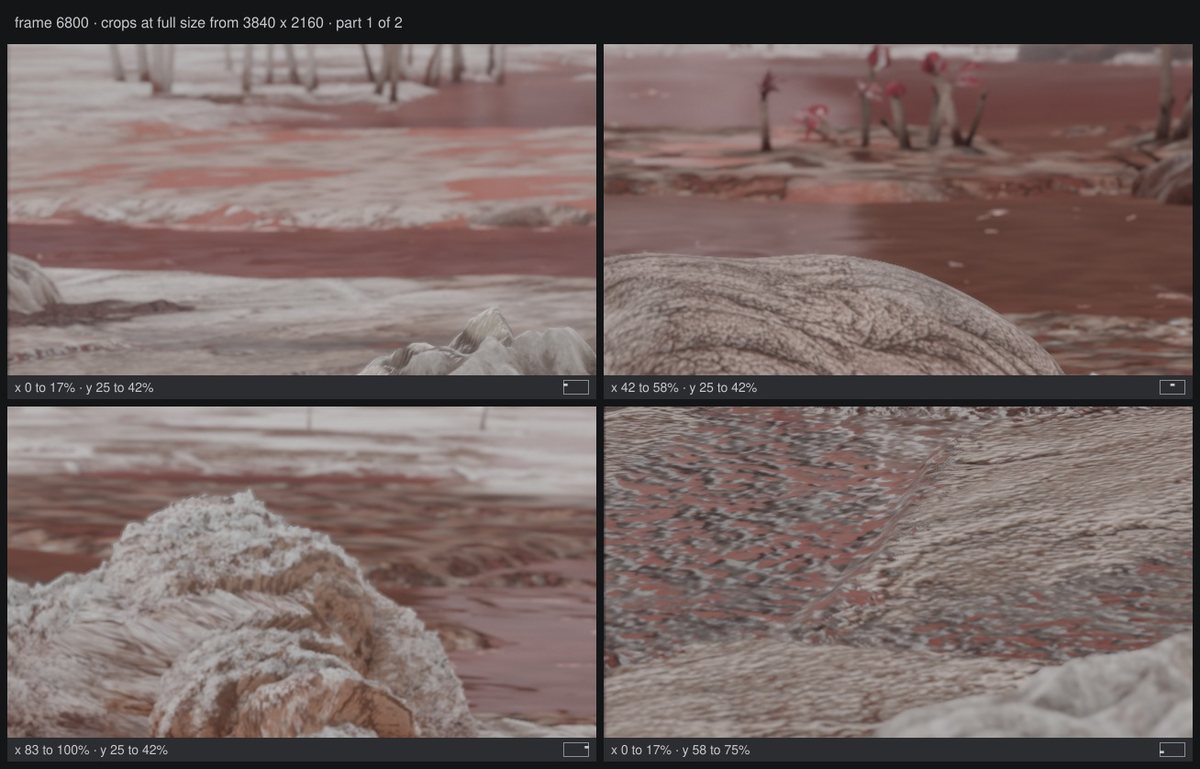 frame 6800 · crops at full size from 3840 x 2160 · part 1 of 2
x 0 to 17% · y 25 to 42%
x 42 to 58% · y 25 to 42%
x 83 to 100% · y 25 to 42%
x 0 to 17% · y 58 to 75%